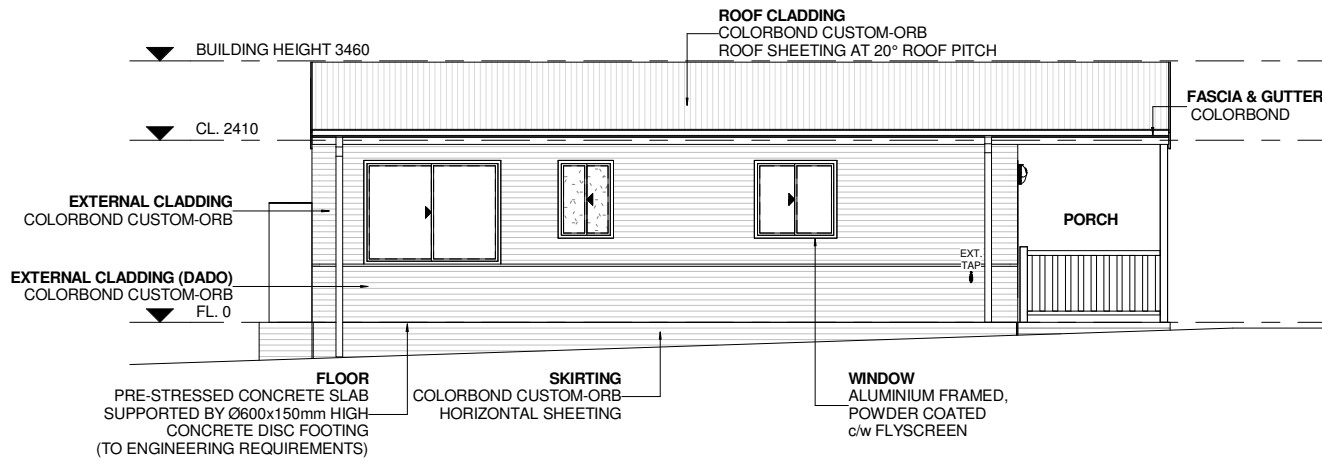 ROOF CLADDING
COLORBOND CUSTOM-ORB
ROOF SHEETING AT 20° ROOF PITCH
BUILDING HEIGHT 3460
FASCIA & GUTTER
COLORBOND
CL. 2410
EXTERNAL CLADDING
COLORBOND CUSTOM-ORB
PORCH
EXT.
TAP
EXTERNAL CLADDING (DADO)
COLORBOND CUSTOM-ORB
FL. 0
FLOOR
PRE-STRESSED CONCRETE SLAB
SUPPORTED BY Ø600x150mm HIGH
CONCRETE DISC FOOTING
(TO ENGINEERING REQUIREMENTS)
SKIRTING
COLORBOND CUSTOM-ORB
HORIZONTAL SHEETING
WINDOW
ALUMINIUM FRAMED,
POWDER COATED
c/w FLYSCREEN